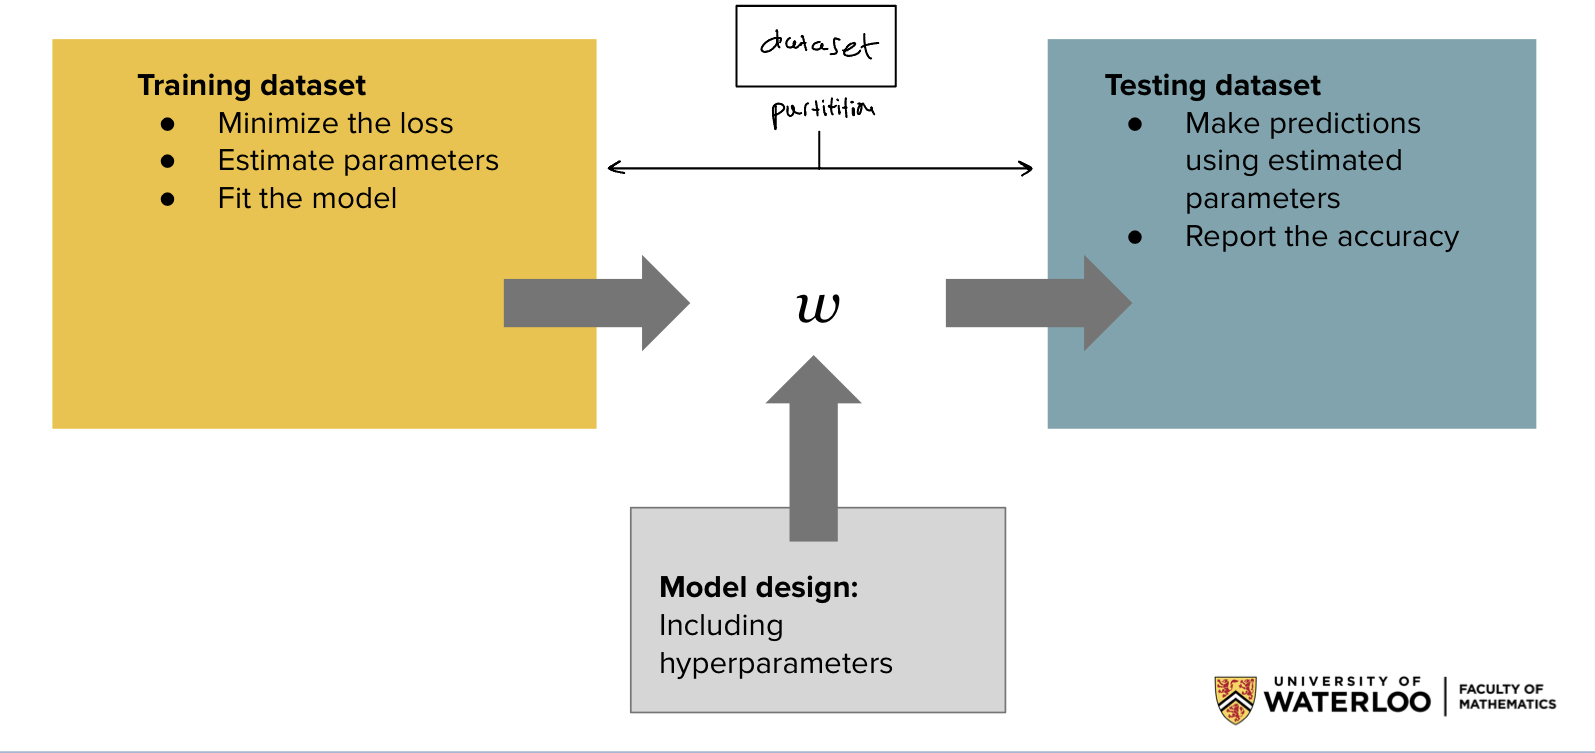 dataset
partitition
Training dataset
● Minimize the loss
● Estimate parameters
● Fit the model
Testing dataset
● Make predictions
using estimated
parameters
● Report the accuracy
w
Model design:
Including
hyperparameters
UNIVERSITY OF
WATERLOO
FACULTY OF
MATHEMATICS